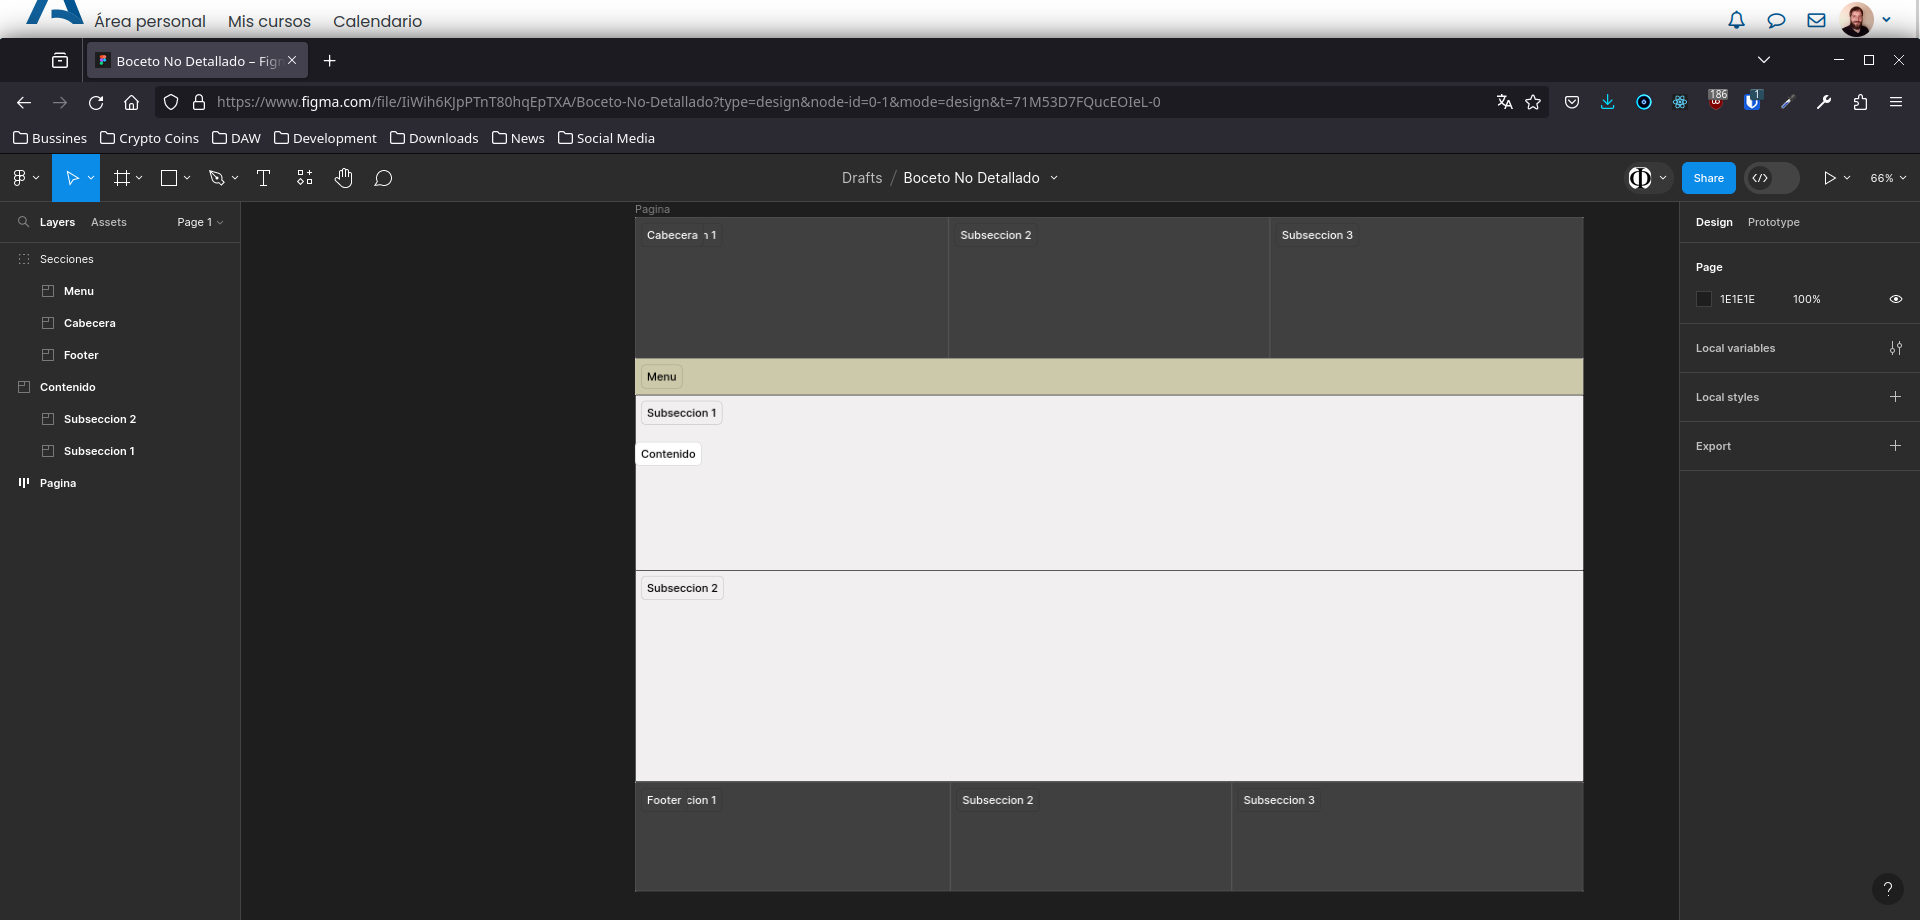 Área personal Mis cursos Calendario
Boceto No Detallado – Fig
https://www.figma.com/file/IiWih6KJpPTnT80hqEpTXA/Boceto-No-Detallado?type=design&node-id=0-1&mode=design&t=71M53D7FQucEOIeL-0
186
1
Bussines Crypto Coins DAW Development Downloads News Social Media
Drafts / Boceto No Detallado
Share
66%
Layers Assets Page 1
Secciones
Menu
Cabecera
Footer
Contenido
Subseccion 2
Subseccion 1
Pagina
Pagina
Cabecera n 1 Subseccion 2 Subseccion 3
Menu
Subseccion 1
Contenido
Subseccion 2
Footer cion 1 Subseccion 2 Subseccion 3
Design Prototype
Page
1E1E1E 100%
Local variables
Local styles
Export
?